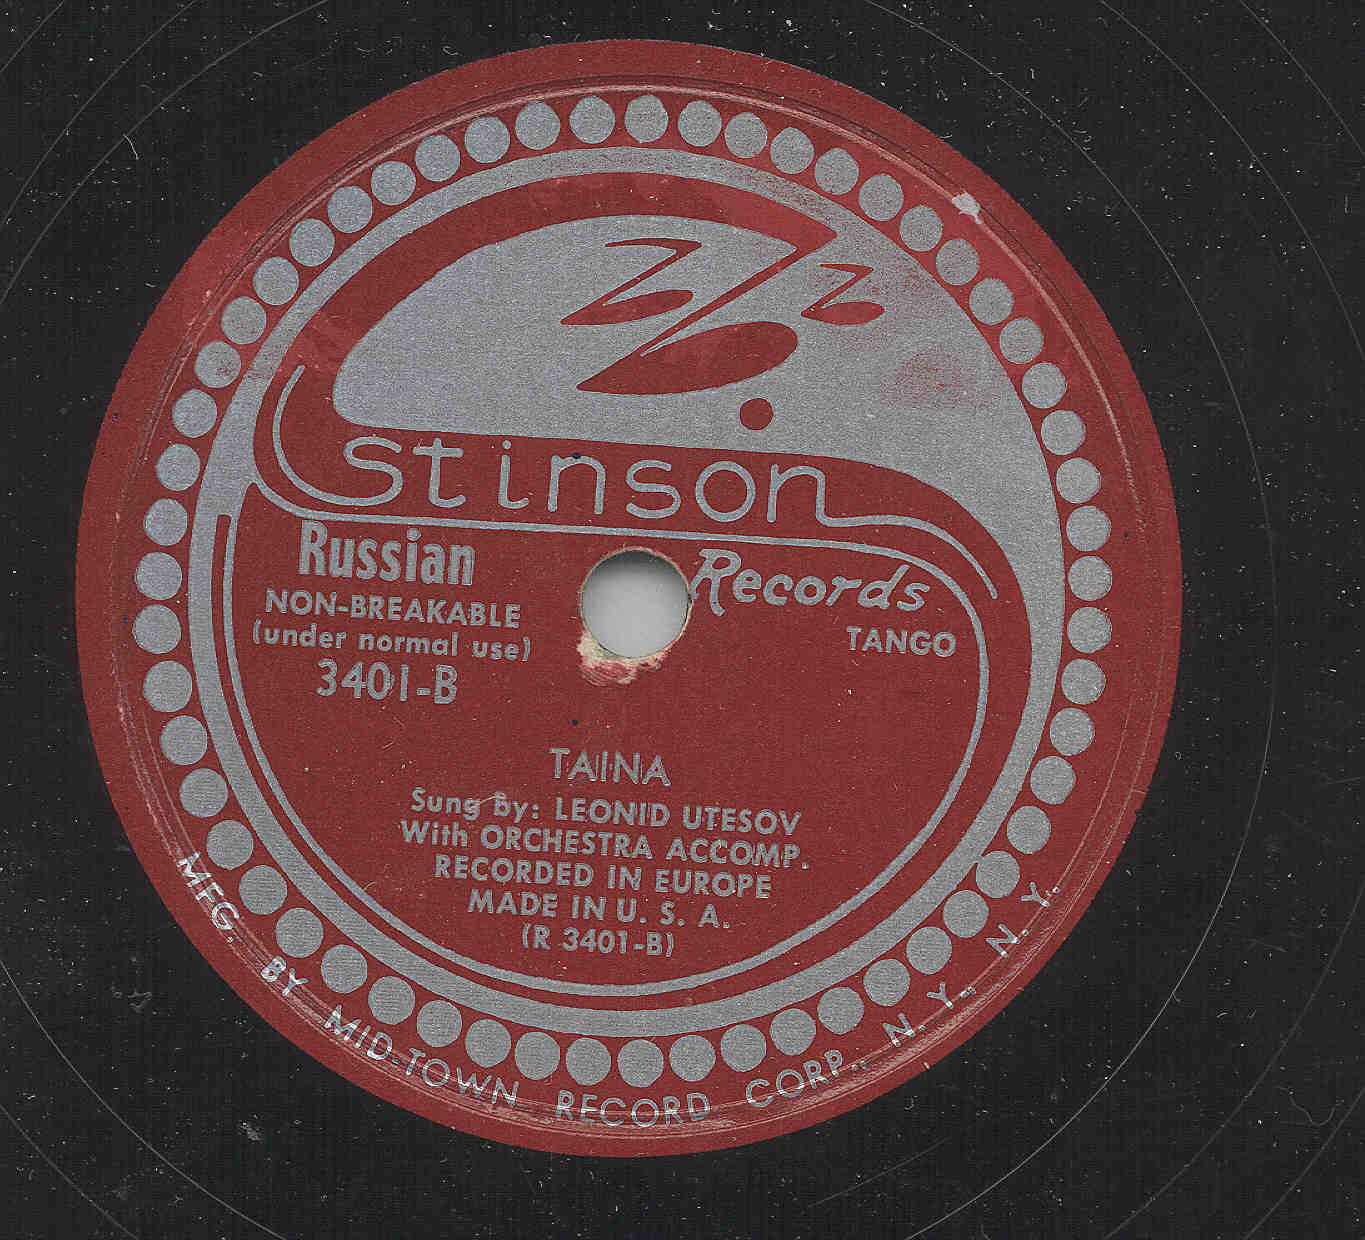 Stinson
Records
Russian
NON-BREAKABLE
(under normal use)
3401-B
TANGO
TAINA
Sung By: LEONID UTESOV
With ORCHESTRA ACCOMP.
RECORDED IN EUROPE
MADE IN U. S. A.
(R 3401-B)
MFG. BY MID-TOWN RECORD CORP., N. Y., N. Y.